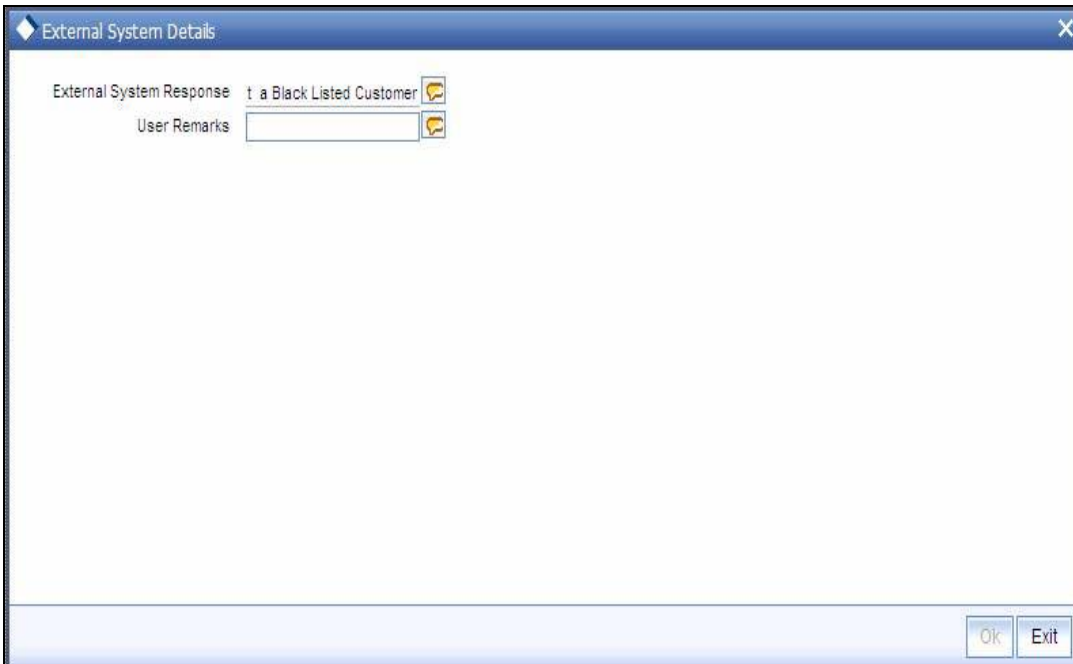 External System Details
External System Response t a Black Listed Customer
User Remarks
Ok Exit